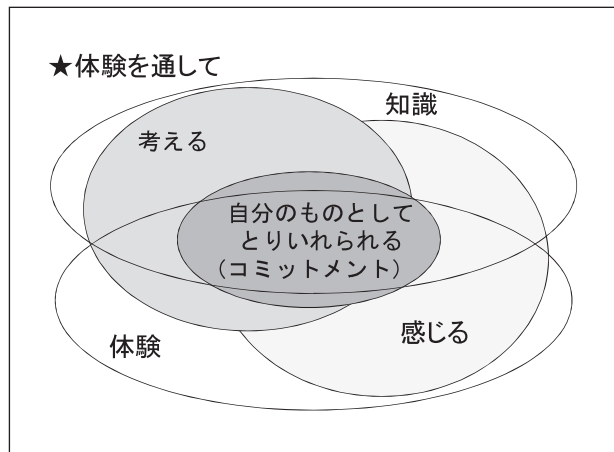 ★体験を通して
知識
考える
自分のものとして
とりいれられる
(コミットメント)
感じる
体験